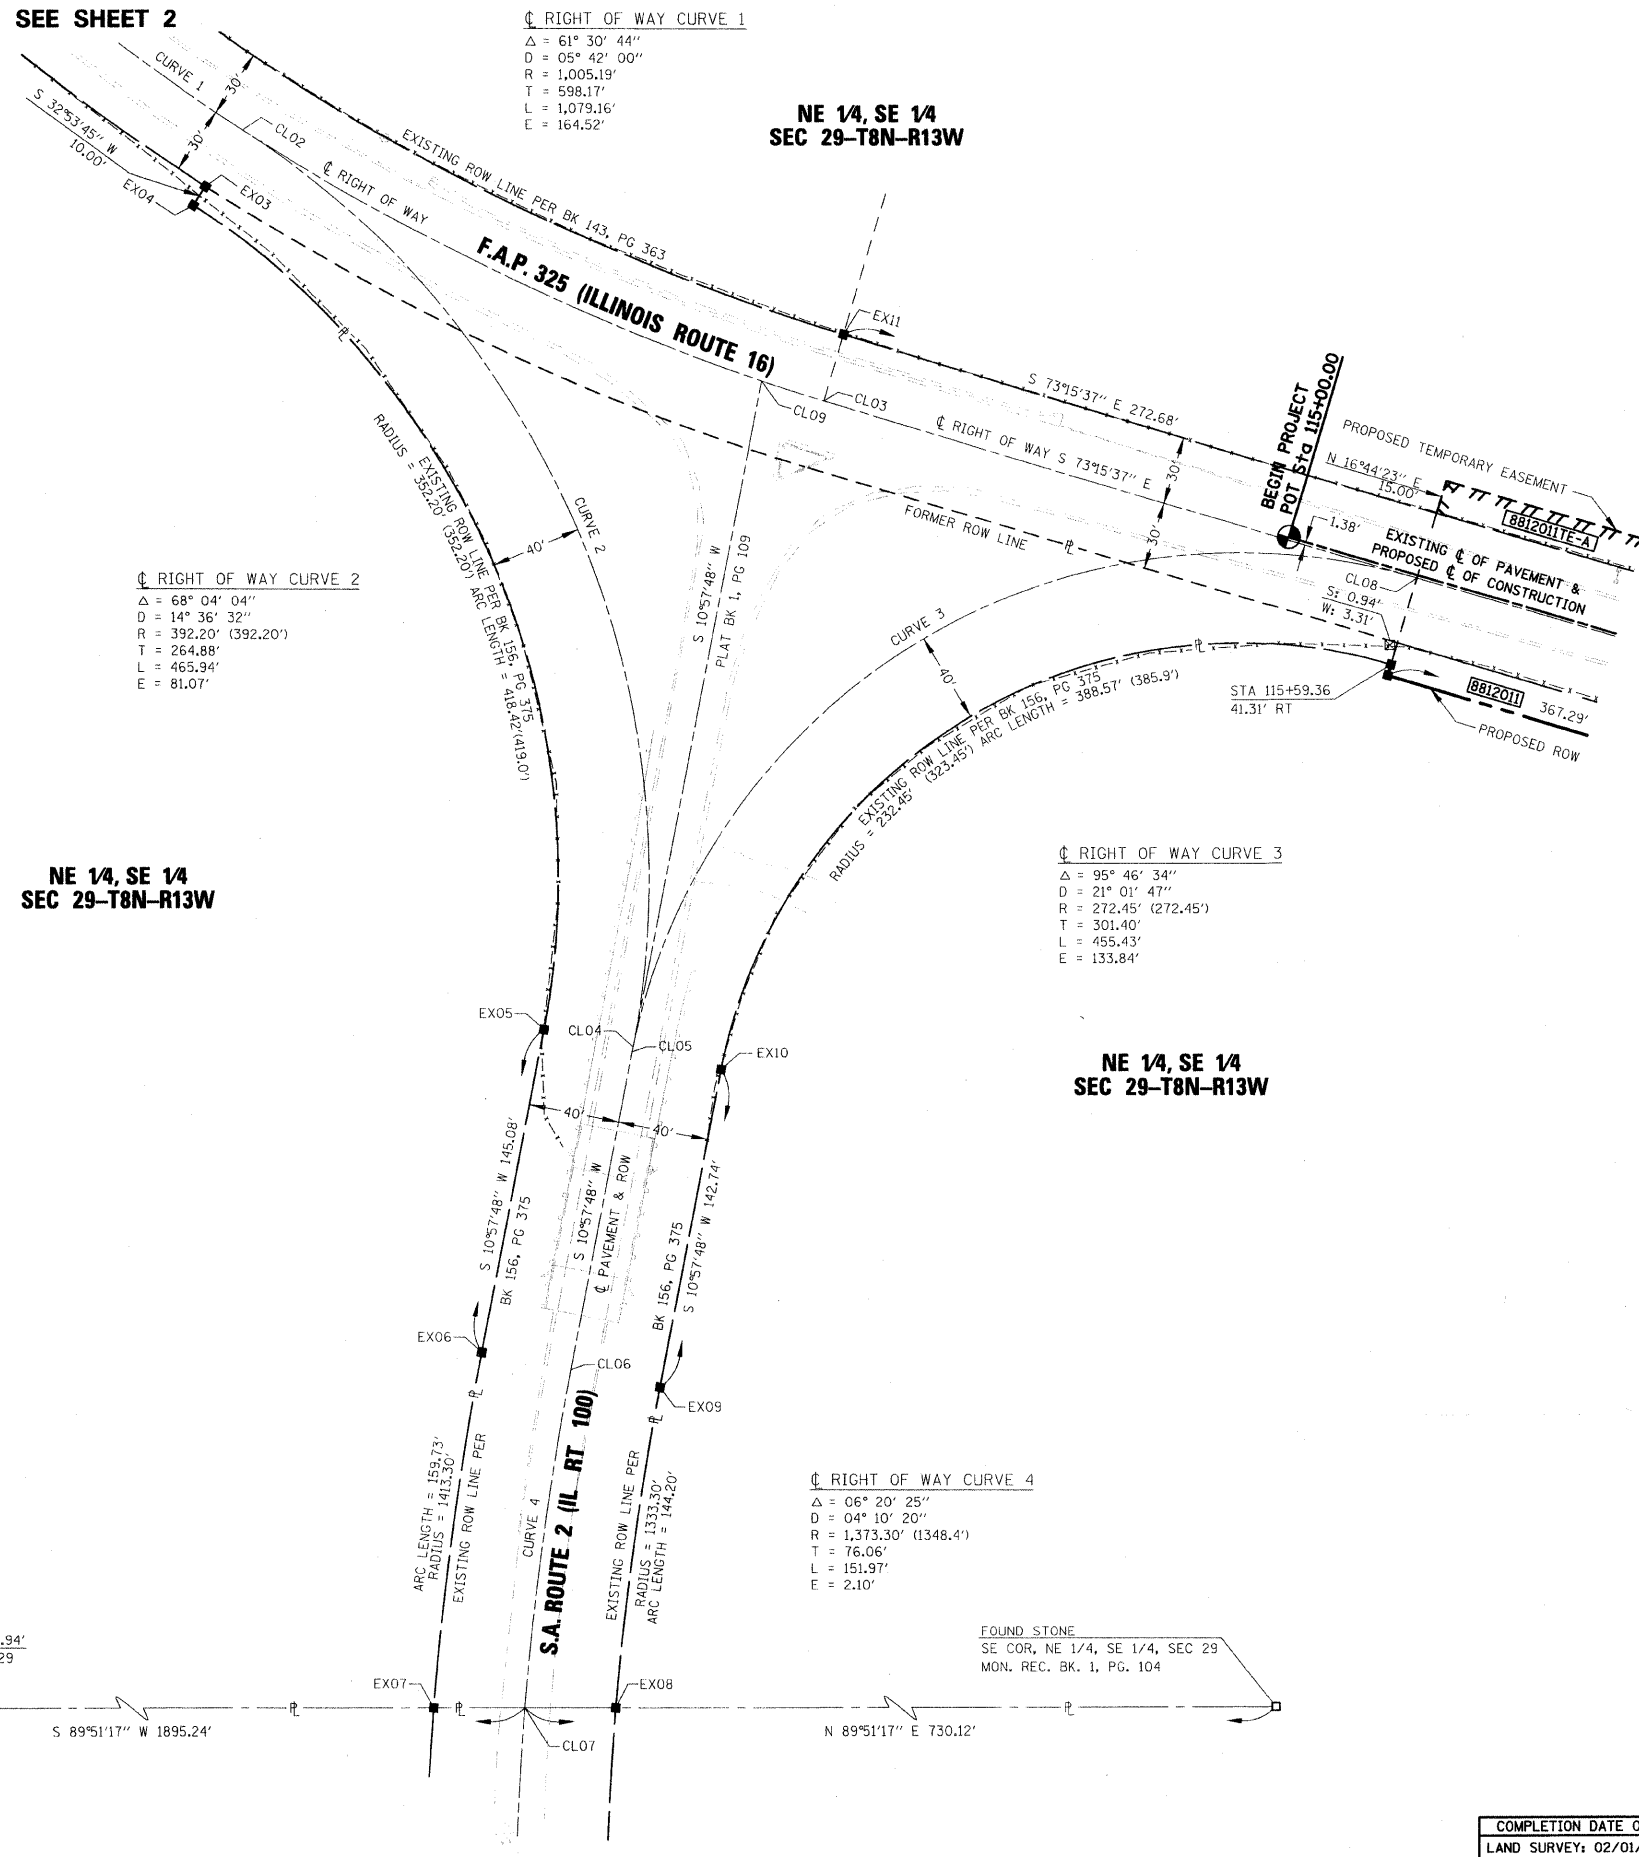 SEE SHEET 2
℄ RIGHT OF WAY CURVE 1
Δ = 61° 30' 44"
D = 05° 42' 00"
R = 1,005.19'
T = 598.17'
L = 1,079.16'
E = 164.52'
NE 1/4, SE 1/4
SEC 29-T8N-R13W
CURVE 1
30'
30'
S 32°53'45" W
10.00'
CL02
EX03
EX04
℄ RIGHT OF WAY
EXISTING ROW LINE PER BK 143, PG 363
F.A.P. 325 (ILLINOIS ROUTE 16)
EX11
CL03
CL09
S 73°15'37" E 272.68'
℄ RIGHT OF WAY S 73°15'37" E
30'
30'
BEGIN PROJECT
POT Sta 115+00.00
PROPOSED TEMPORARY EASEMENT
N 16°44'23" E
15.00'
8812011TE-A
1.38'
EXISTING ℄ OF PAVEMENT &
PROPOSED ℄ OF CONSTRUCTION
CL08
S: 0.94'
W: 3.31'
FORMER ROW LINE
℄ RIGHT OF WAY CURVE 2
Δ = 68° 04' 04"
D = 14° 36' 32"
R = 392.20' (392.20')
T = 264.88'
L = 465.94'
E = 81.07'
EXISTING ROW LINE PER BK 156, PG 375
RADIUS = 352.20' (352.20') ARC LENGTH = 418.42'(419.0')
CURVE 2
40'
S 10°57'48" W
PLAT BK 1, PG 109
CURVE 3
40'
EXISTING ROW LINE PER BK 156, PG 375
RADIUS = 232.45' (323.45') ARC LENGTH = 388.57' (385.9')
STA 115+59.36
41.31' RT
8812011
367.29'
PROPOSED ROW
NE 1/4, SE 1/4
SEC 29-T8N-R13W
℄ RIGHT OF WAY CURVE 3
Δ = 95° 46' 34"
D = 21° 01' 47"
R = 272.45' (272.45')
T = 301.40'
L = 455.43'
E = 133.84'
EX05
CL04
CL05
EX10
NE 1/4, SE 1/4
SEC 29-T8N-R13W
40'
40'
S 10°57'48" W 145.08'
BK 156, PG 375
S 10°57'48" W
℄ PAVEMENT & ROW
BK 156, PG 375
S 10°57'48" W 142.74'
EX06
CL06
EX09
ARC LENGTH = 159.73'
RADIUS = 1413.30'
EXISTING ROW LINE PER
CURVE 4
S.A. ROUTE 2 (IL RT 100)
EXISTING ROW LINE PER
RADIUS = 1333.30'
ARC LENGTH = 144.20'
℄ RIGHT OF WAY CURVE 4
Δ = 06° 20' 25"
D = 04° 10' 20"
R = 1,373.30' (1348.4')
T = 76.06'
L = 151.97'
E = 2.10'
FOUND STONE
SE COR, NE 1/4, SE 1/4, SEC 29
MON. REC. BK. 1, PG. 104
.94'
29
EX07
EX08
S 89°51'17" W 1895.24'
CL07
N 89°51'17" E 730.12'
COMPLETION DATE O
LAND SURVEY: 02/01/